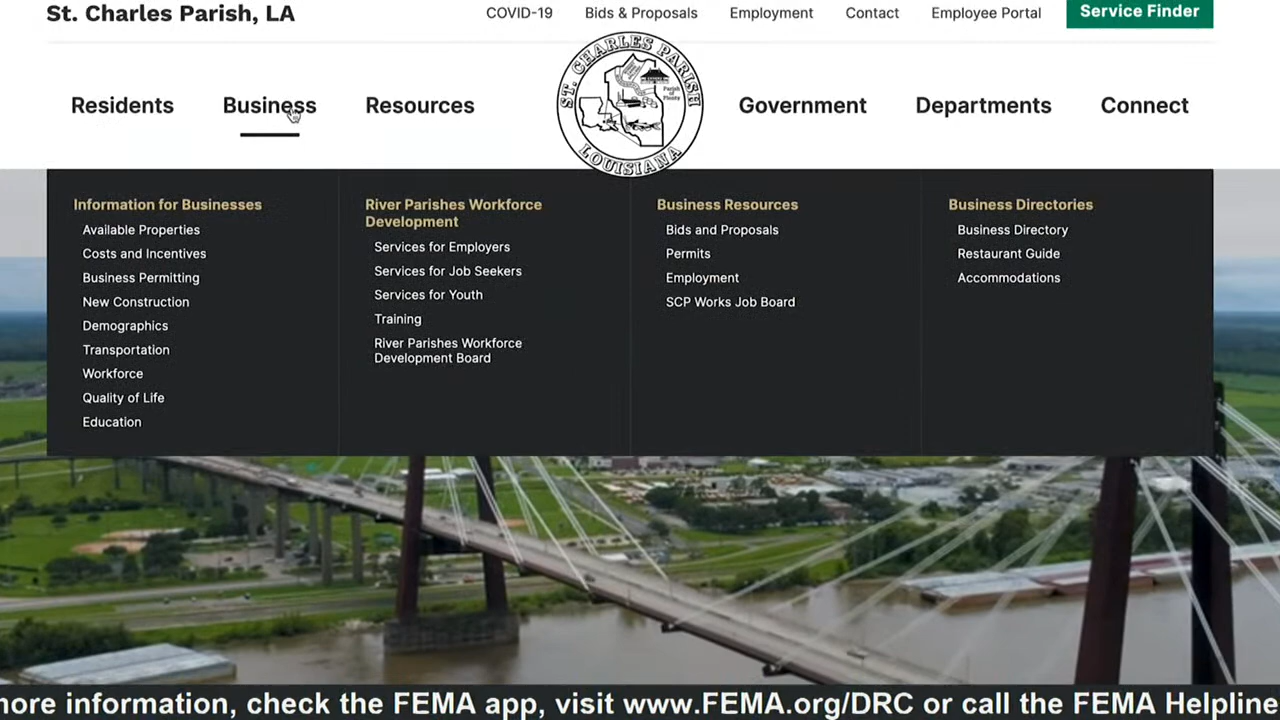 St. Charles Parish, LA
COVID-19
Bids & Proposals
Employment
Contact
Employee Portal
Service Finder
Residents
Business
Resources
ST. CHARLES PARISH
Parish of Plenty
LOUISIANA
Government
Departments
Connect
Information for Businesses
Available Properties
Costs and Incentives
Business Permitting
New Construction
Demographics
Transportation
Workforce
Quality of Life
Education
River Parishes Workforce
Development
Services for Employers
Services for Job Seekers
Services for Youth
Training
River Parishes Workforce
Development Board
Business Resources
Bids and Proposals
Permits
Employment
SCP Works Job Board
Business Directories
Business Directory
Restaurant Guide
Accommodations
more information, check the FEMA app, visit www.FEMA.org/DRC or call the FEMA Helpline